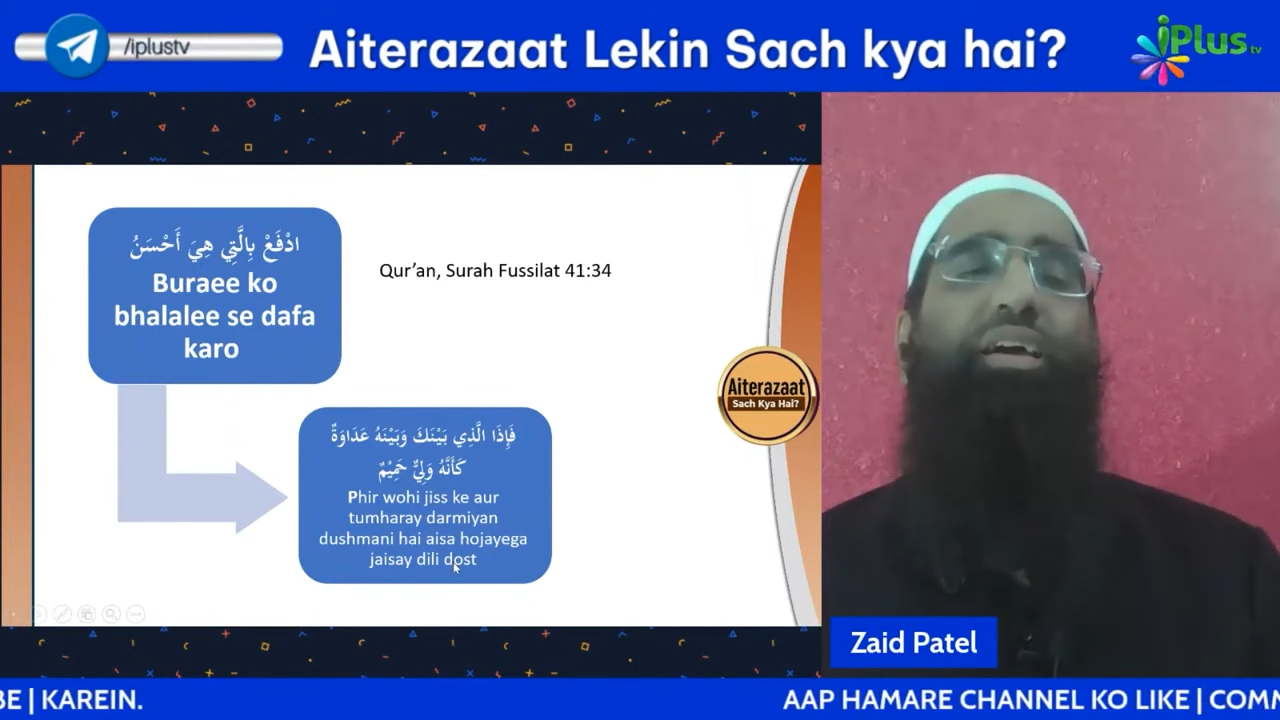 /iplustv
Aiterazaat Lekin Sach kya hai?
iPlus tv
ادْفَعْ بِالَّتِي هِيَ أَحْسَنُ
Buraee ko
bhalalee se dafa
karo
Qur’an, Surah Fussilat 41:34
فَإِذَا الَّذِي بَيْنَكَ وَبَيْنَهُ عَدَاوَةٌ
كَأَنَّهُ وَلِيٌّ حَمِيْمٌ
Phir wohi jiss ke aur
tumharay darmiyan
dushmani hai aisa hojayega
jaisay dili dost
Aiterazaat
Sach Kya Hai?
Zaid Patel
BE | KAREIN.
AAP HAMARE CHANNEL KO LIKE | COMM